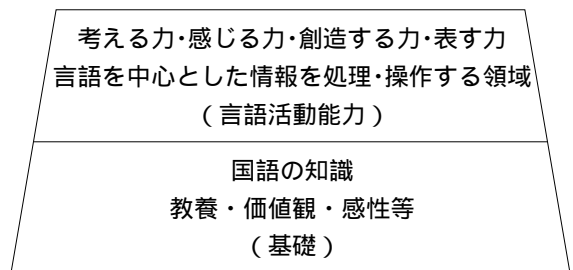 考える力・感じる力・創造する力・表す力
言語を中心とした情報を処理・操作する領域
（言語活動能力）
国語の知識
教養・価値観・感性等
（基礎）